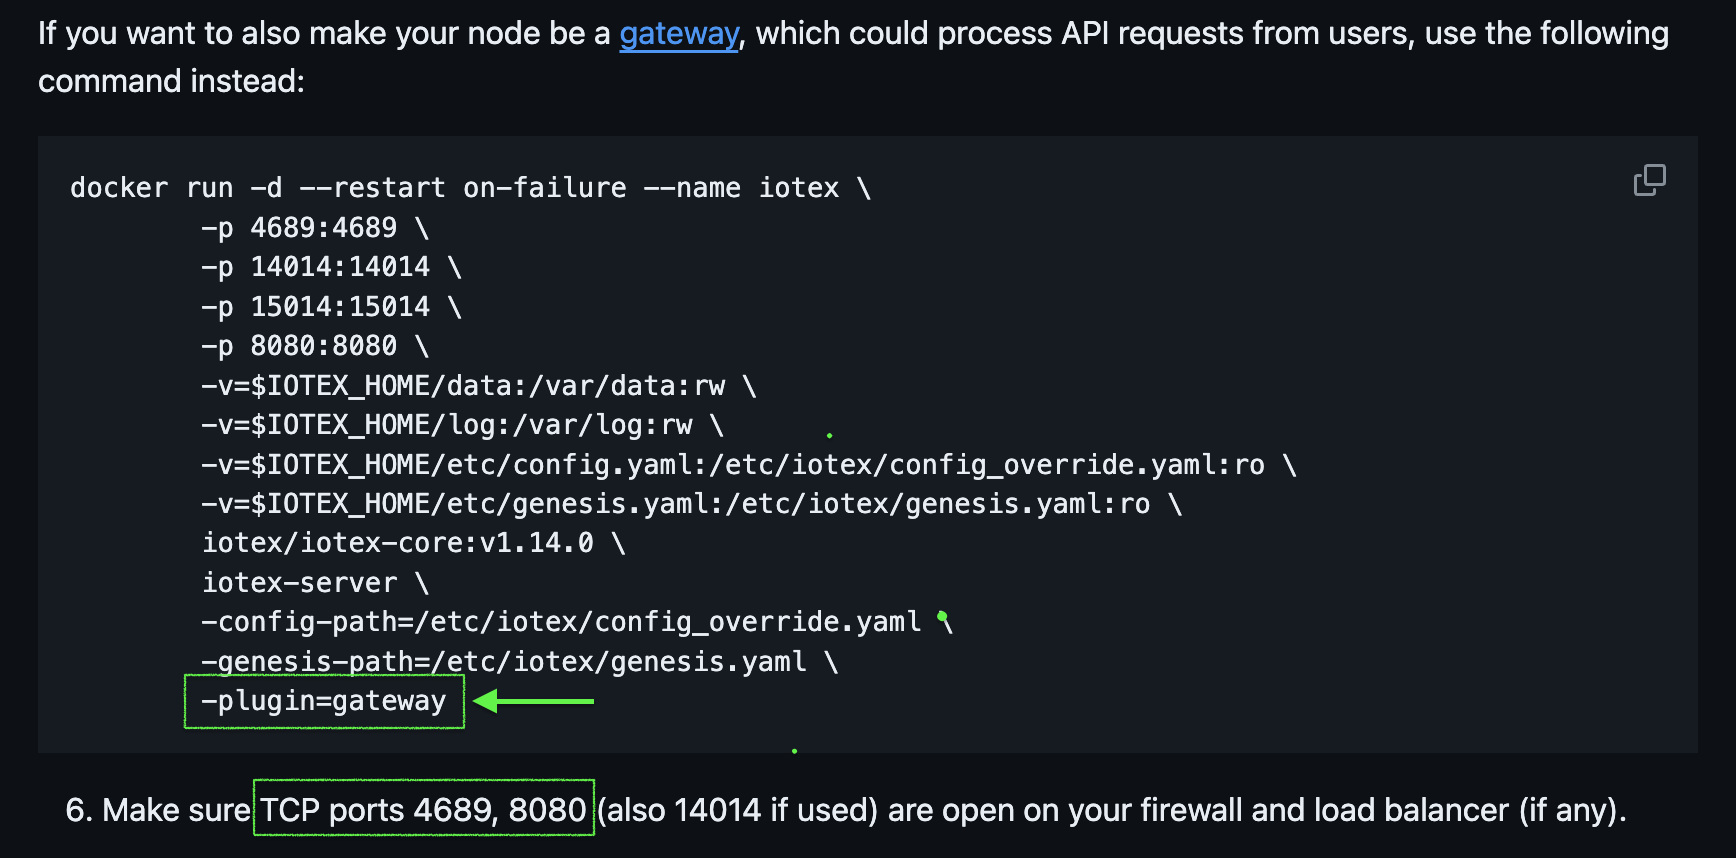 If you want to also make your node be a gateway, which could process API requests from users, use the following
command instead:
docker run -d --restart on-failure --name iotex \
-p 4689:4689 \
-p 14014:14014 \
-p 15014:15014 \
-p 8080:8080 \
-v=$IOTEX_HOME/data:/var/data:rw \
-v=$IOTEX_HOME/log:/var/log:rw \
-v=$IOTEX_HOME/etc/config.yaml:/etc/iotex/config_override.yaml:ro \
-v=$IOTEX_HOME/etc/genesis.yaml:/etc/iotex/genesis.yaml:ro \
iotex/iotex-core:v1.14.0 \
iotex-server \
-config-path=/etc/iotex/config_override.yaml \
-genesis-path=/etc/iotex/genesis.yaml \
-plugin=gateway
6. Make sure TCP ports 4689, 8080 (also 14014 if used) are open on your firewall and load balancer (if any).